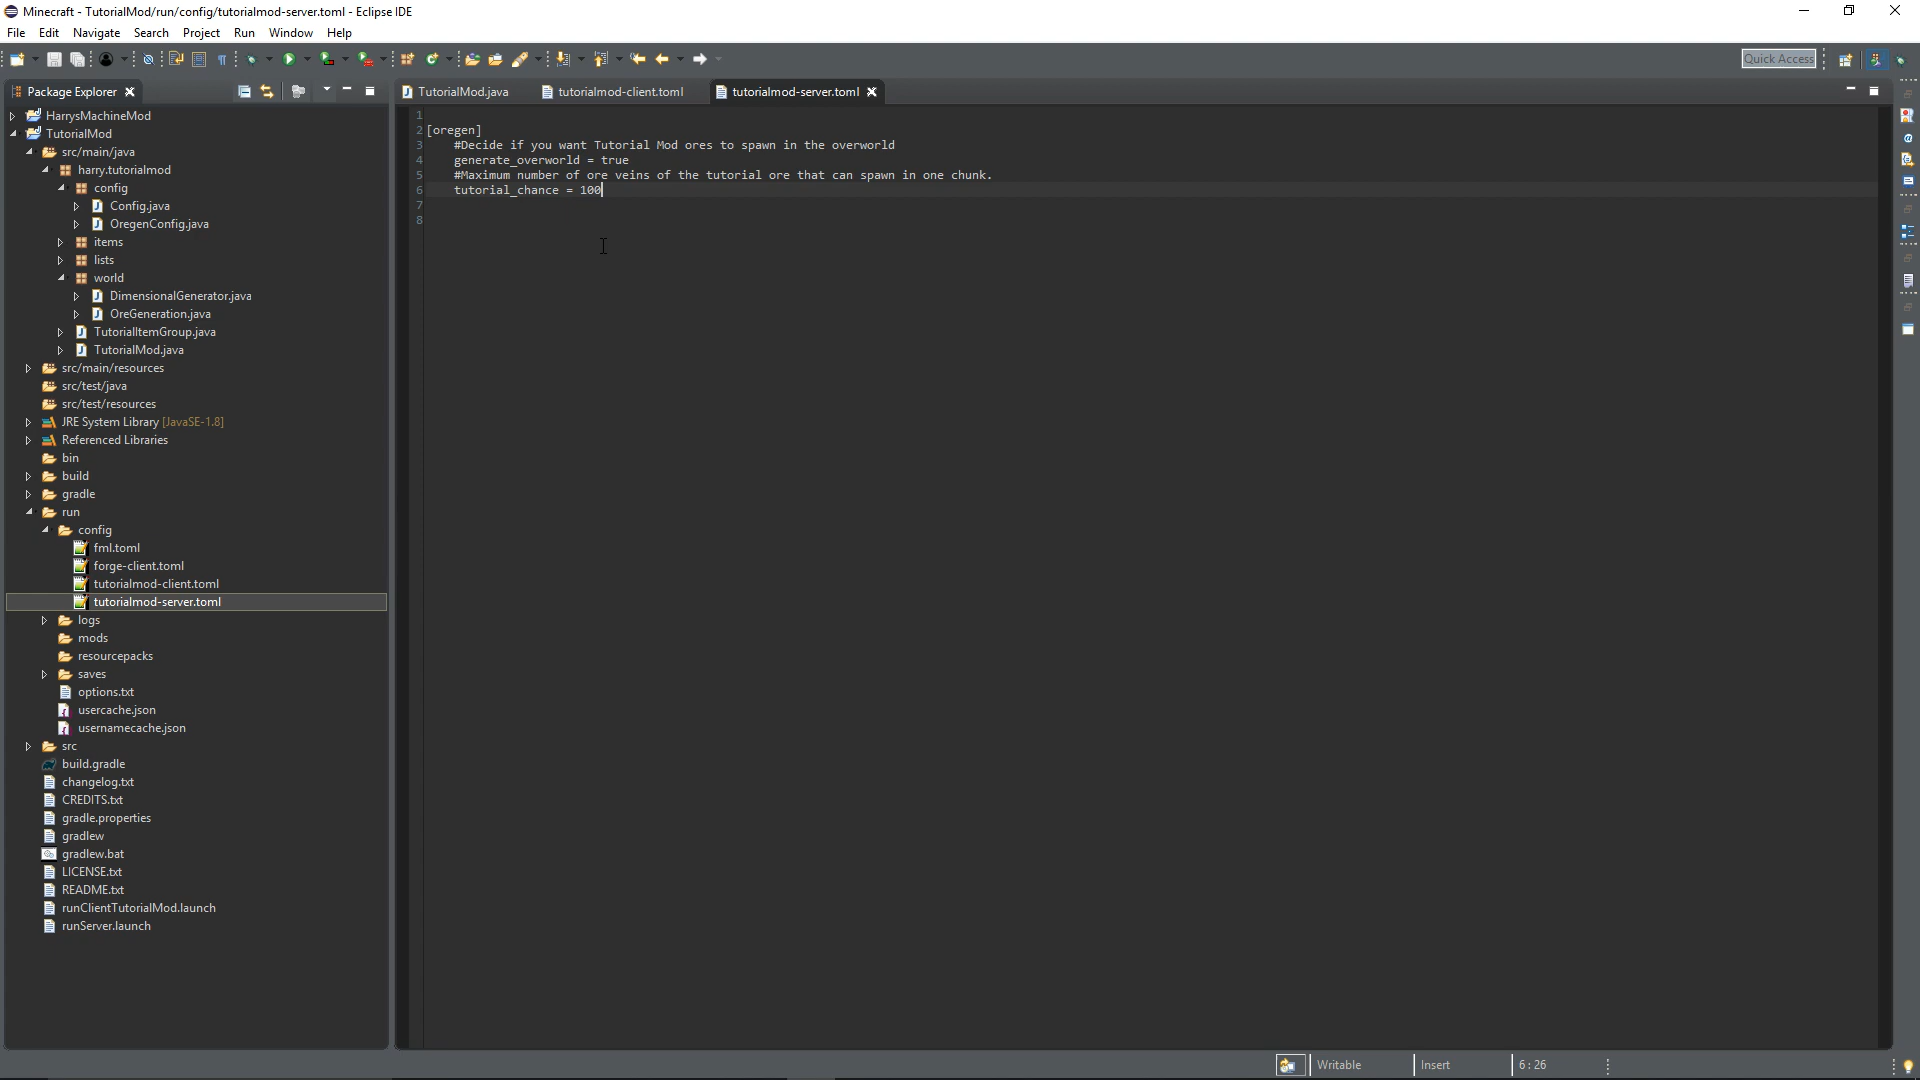 Minecraft - TutorialMod/run/config/tutorialmod-server.toml - Eclipse IDE
File Edit Navigate Search Project Run Window Help
Quick Access
Package Explorer
TutorialMod.java tutorialmod-client.toml tutorialmod-server.toml
HarrysMachineMod
TutorialMod
src/main/java
harry.tutorialmod
config
Config.java
OregenConfig.java
items
lists
world
DimensionalGenerator.java
OreGeneration.java
TutorialItemGroup.java
TutorialMod.java
src/main/resources
src/test/java
src/test/resources
JRE System Library [JavaSE-1.8]
Referenced Libraries
bin
build
gradle
run
config
fml.toml
forge-client.toml
tutorialmod-client.toml
tutorialmod-server.toml
logs
mods
resourcepacks
saves
options.txt
usercache.json
usernamecache.json
src
build.gradle
changelog.txt
CREDITS.txt
gradle.properties
gradlew
gradlew.bat
LICENSE.txt
README.txt
runClientTutorialMod.launch
runServer.launch
1
2 [oregen]
3 #Decide if you want Tutorial Mod ores to spawn in the overworld
4 generate_overworld = true
5 #Maximum number of ore veins of the tutorial ore that can spawn in one chunk.
6 tutorial_chance = 100
7
8
Writable Insert 6 : 26